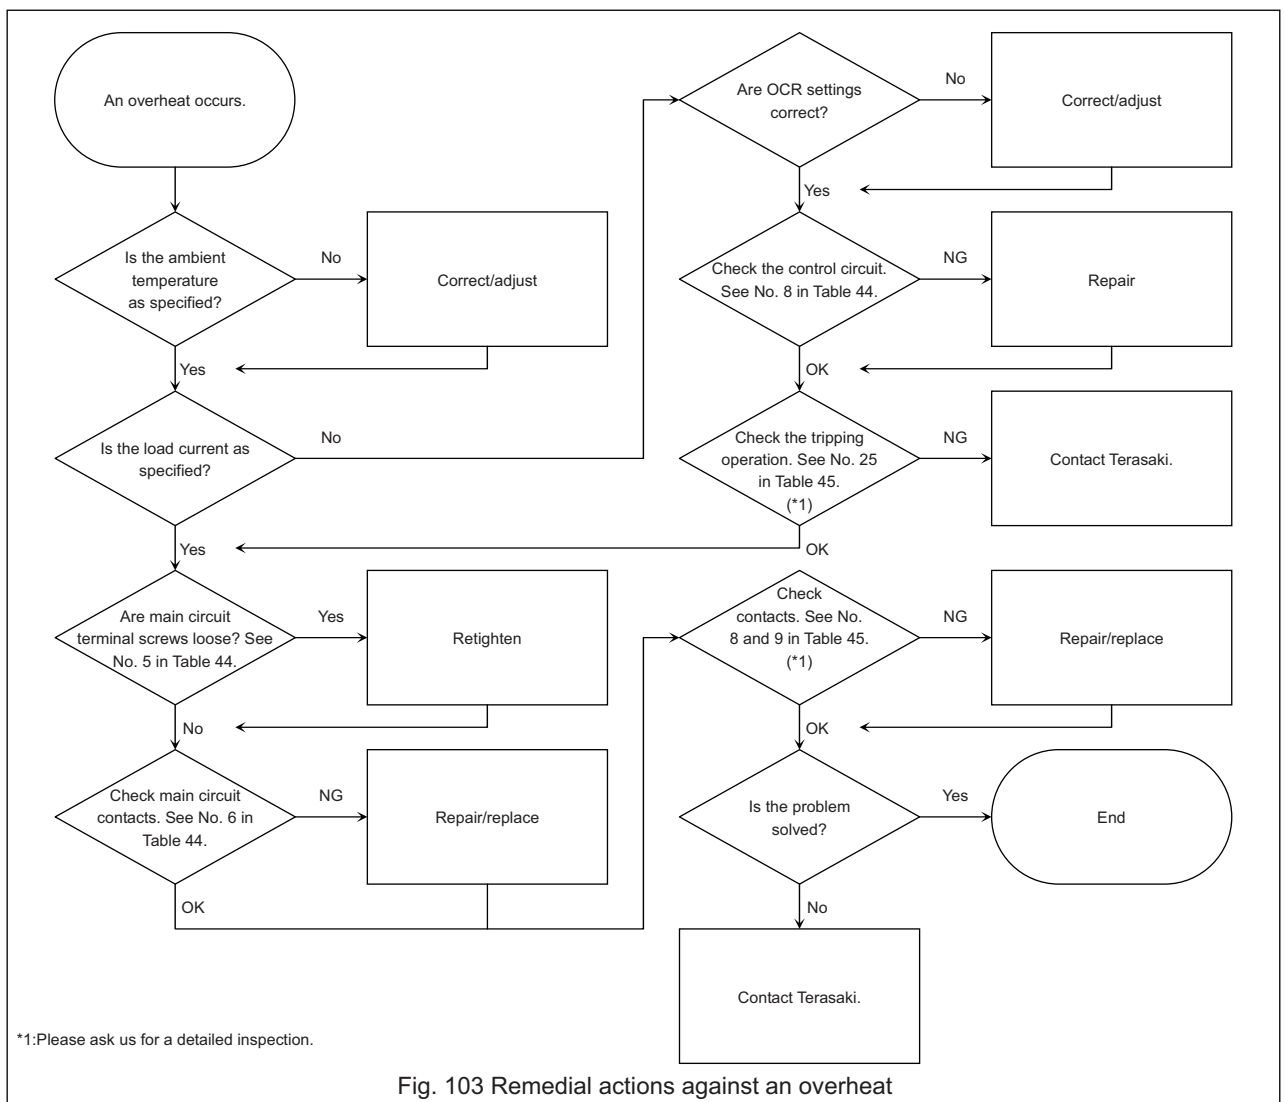 An overheat occurs.
Is the ambient
temperature
as specified?
No
Correct/adjust
Yes
Is the load current as
specified?
No
Yes
Are main circuit
terminal screws loose? See
No. 5 in Table 44.
Yes
Retighten
No
Check main circuit
contacts. See No. 6 in
Table 44.
NG
Repair/replace
OK
Are OCR settings
correct?
No
Correct/adjust
Yes
Check the control circuit.
See No. 8 in Table 44.
NG
Repair
OK
Check the tripping
operation. See No. 25
in Table 45.
(*1)
NG
Contact Terasaki.
OK
Check
contacts. See No.
8 and 9 in Table 45.
(*1)
NG
Repair/replace
OK
Is the problem
solved?
Yes
End
No
Contact Terasaki.
*1:Please ask us for a detailed inspection.
Fig. 103 Remedial actions against an overheat